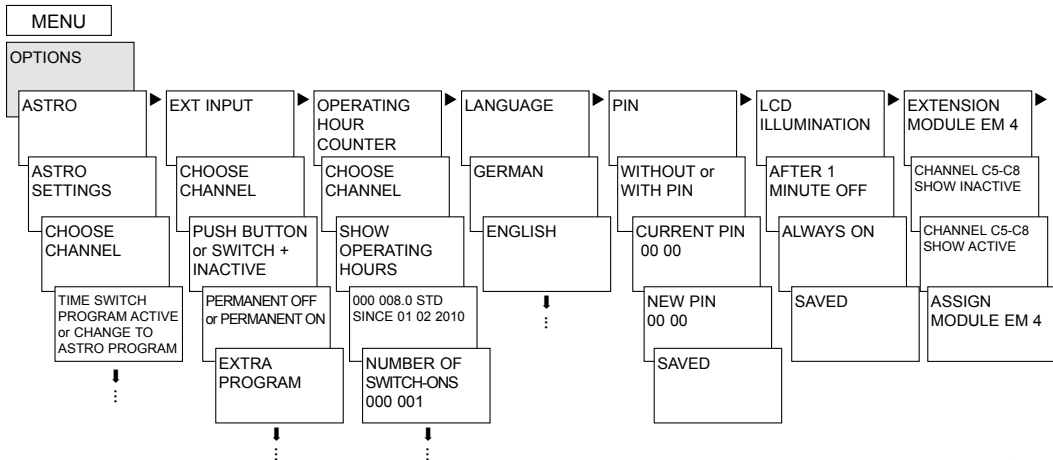 MENU
OPTIONS
ASTRO
ASTRO
SETTINGS
CHOOSE
CHANNEL
TIME SWITCH
PROGRAM ACTIVE
or CHANGE TO
ASTRO PROGRAM
EXT INPUT
CHOOSE
CHANNEL
PUSH BUTTON
or SWITCH +
INACTIVE
PERMANENT OFF
or PERMANENT ON
EXTRA
PROGRAM
OPERATING
HOUR
COUNTER
CHOOSE
CHANNEL
SHOW
OPERATING
HOURS
000 008.0 STD
SINCE 01 02 2010
NUMBER OF
SWITCH-ONS
000 001
LANGUAGE
GERMAN
ENGLISH
PIN
WITHOUT or
WITH PIN
CURRENT PIN
00 00
NEW PIN
00 00
SAVED
LCD
ILLUMINATION
AFTER 1
MINUTE OFF
ALWAYS ON
SAVED
EXTENSION
MODULE EM 4
CHANNEL C5-C8
SHOW INACTIVE
CHANNEL C5-C8
SHOW ACTIVE
ASSIGN
MODULE EM 4